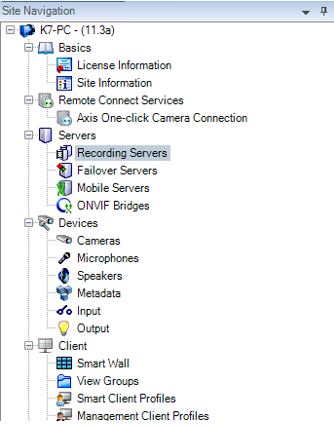 Site Navigation
K7-PC - (11.3a)
Basics
License Information
Site Information
Remote Connect Services
Axis One-click Camera Connection
Servers
Recording Servers
Failover Servers
Mobile Servers
ONVIF Bridges
Devices
Cameras
Microphones
Speakers
Metadata
Input
Output
Client
Smart Wall
View Groups
Smart Client Profiles
Management Client Profiles